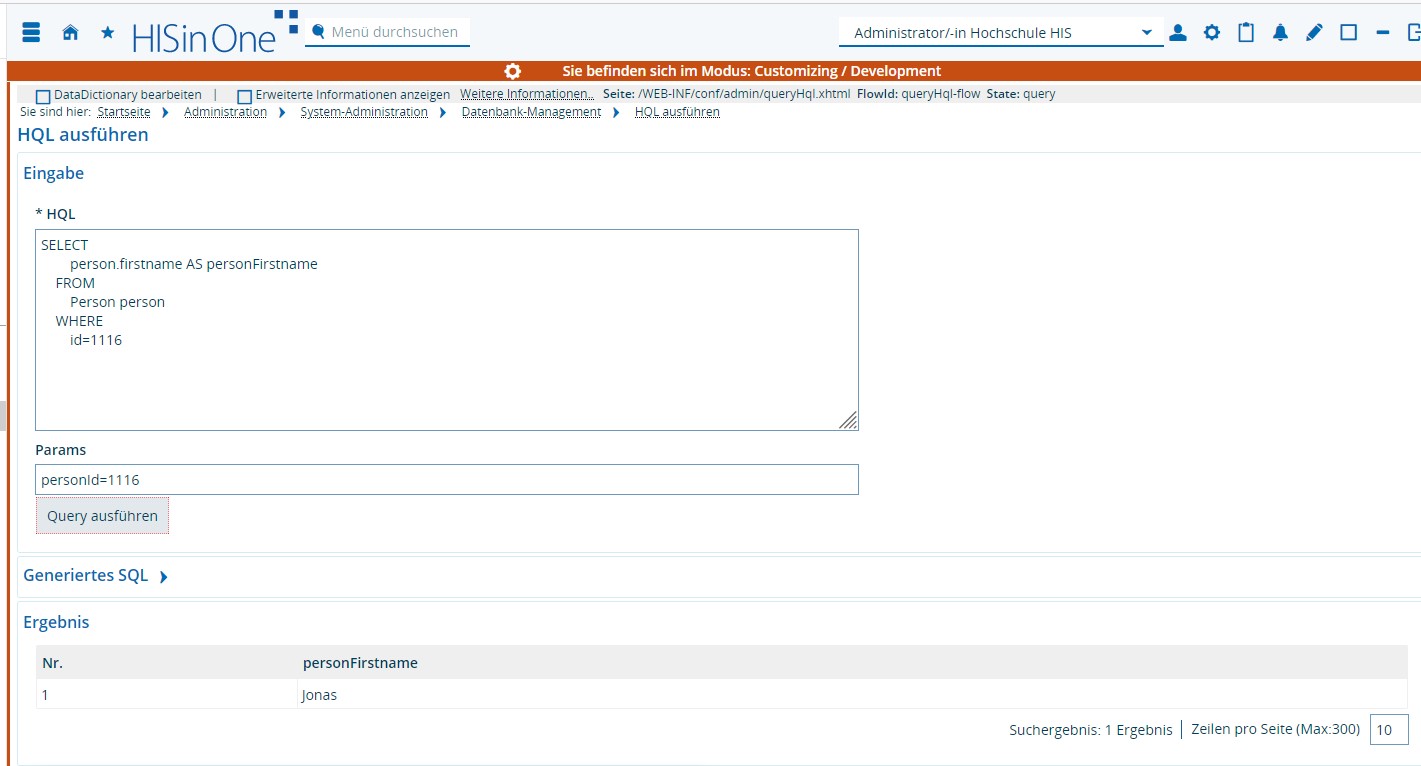 HISinOne
Menü durchsuchen
Administrator/-in Hochschule HIS
Sie befinden sich im Modus: Customizing / Development
DataDictionary bearbeiten | Erweiterte Informationen anzeigen Weitere Informationen.. Seite: /WEB-INF/conf/admin/queryHql.xhtml FlowId: queryHql-flow State: query
Sie sind hier: Startseite Administration System-Administration Datenbank-Management HQL ausführen
HQL ausführen
Eingabe
* HQL
SELECT
person.firstname AS personFirstname
FROM
Person person
WHERE
id=1116
Params
personId=1116
Query ausführen
Generiertes SQL
Ergebnis
Nr. personFirstname
1 Jonas
Suchergebnis: 1 Ergebnis | Zeilen pro Seite (Max:300) 10